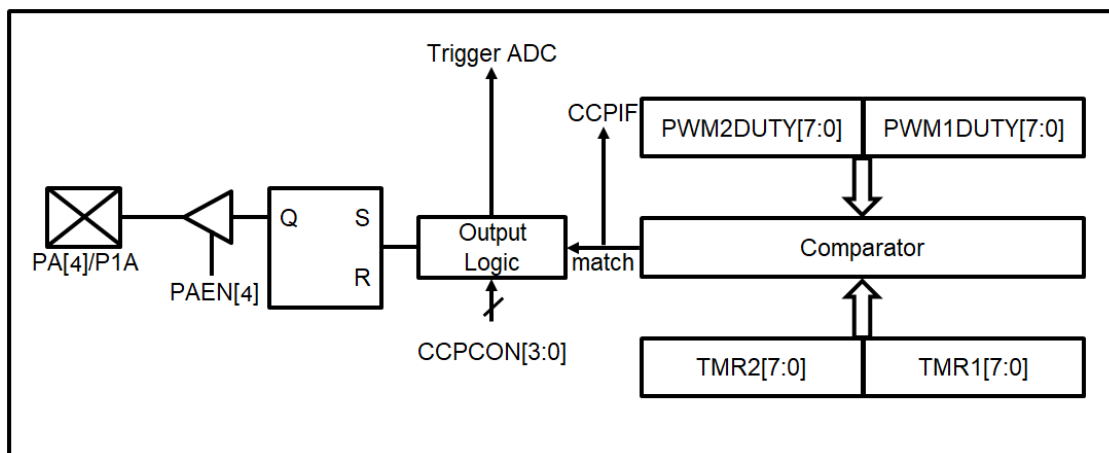 Trigger ADC
CCPIF
PWM2DUTY[7:0] PWM1DUTY[7:0]
Q S
R
Output
Logic
match
Comparator
PA[4]/P1A
PAEN[4]
CCPCON[3:0]
TMR2[7:0] TMR1[7:0]